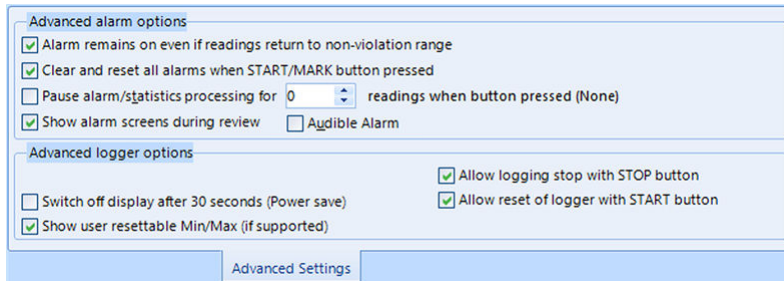 Advanced alarm options
Alarm remains on even if readings return to non-violation range
Clear and reset all alarms when START/MARK button pressed
Pause alarm/statistics processing for 0 readings when button pressed (None)
Show alarm screens during review Audible Alarm
Advanced logger options
Allow logging stop with STOP button
Switch off display after 30 seconds (Power save) Allow reset of logger with START button
Show user resettable Min/Max (if supported)
Advanced Settings